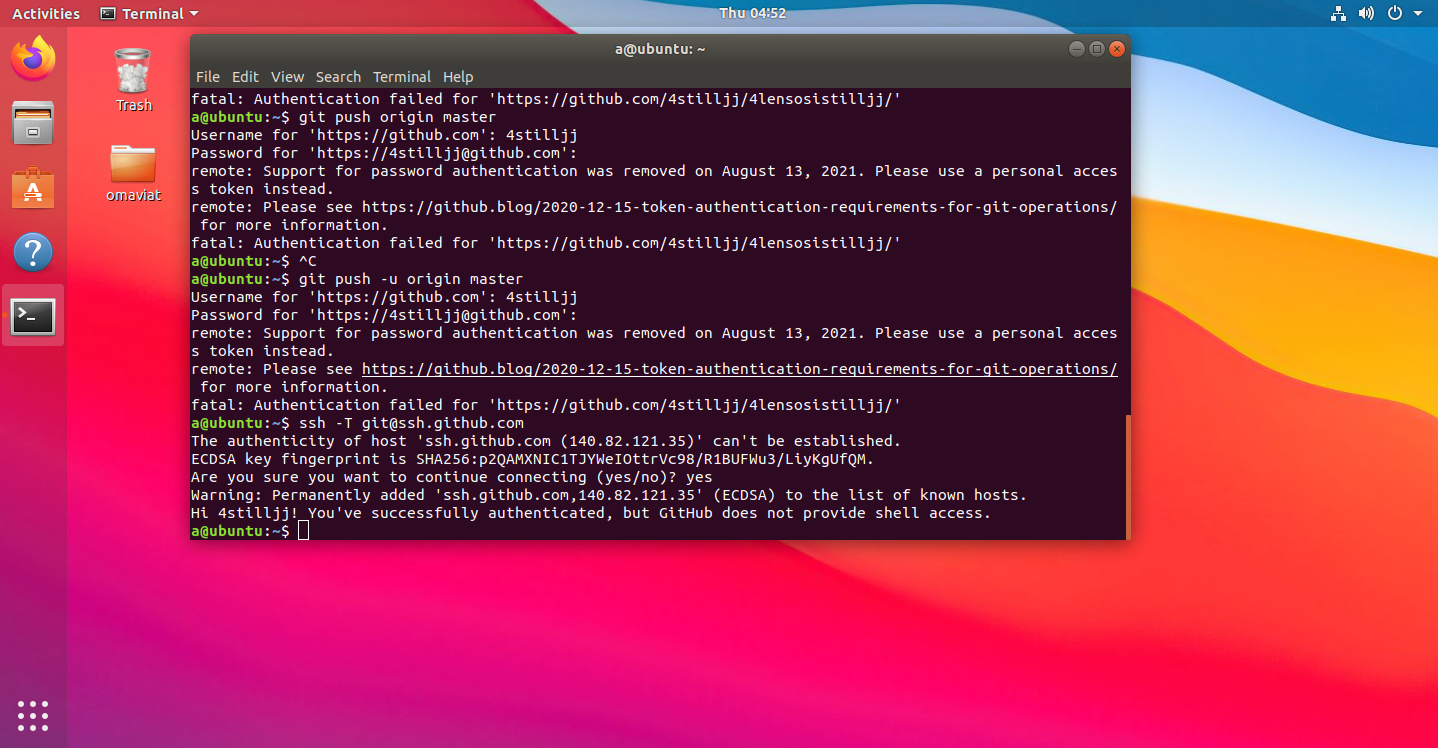 Activities
Terminal
Thu 04:52
Trash
omaviat
a@ubuntu: ~
File Edit View Search Terminal Help
fatal: Authentication failed for 'https://github.com/4stilljj/4lensosistilljj/'
a@ubuntu:~$ git push origin master
Username for 'https://github.com': 4stilljj
Password for 'https://4stilljj@github.com':
remote: Support for password authentication was removed on August 13, 2021. Please use a personal acces
s token instead.
remote: Please see https://github.blog/2020-12-15-token-authentication-requirements-for-git-operations/
for more information.
fatal: Authentication failed for 'https://github.com/4stilljj/4lensosistilljj/'
a@ubuntu:~$ ^C
a@ubuntu:~$ git push -u origin master
Username for 'https://github.com': 4stilljj
Password for 'https://4stilljj@github.com':
remote: Support for password authentication was removed on August 13, 2021. Please use a personal acces
s token instead.
remote: Please see https://github.blog/2020-12-15-token-authentication-requirements-for-git-operations/
for more information.
fatal: Authentication failed for 'https://github.com/4stilljj/4lensosistilljj/'
a@ubuntu:~$ ssh -T git@ssh.github.com
The authenticity of host 'ssh.github.com (140.82.121.35)' can't be established.
ECDSA key fingerprint is SHA256:p2QAMXNIC1TJYWeIOttrVc98/R1BUFWu3/LiyKgUfQM.
Are you sure you want to continue connecting (yes/no)? yes
Warning: Permanently added 'ssh.github.com,140.82.121.35' (ECDSA) to the list of known hosts.
Hi 4stilljj! You've successfully authenticated, but GitHub does not provide shell access.
a@ubuntu:~$